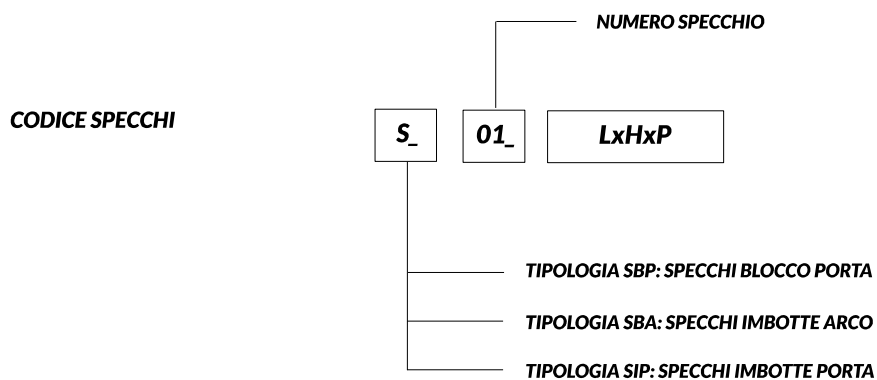 NUMERO SPECCHIO
CODICE SPECCHI
S_ 01_ LxHxP
TIPOLOGIA SBP: SPECCHI BLOCCO PORTA
TIPOLOGIA SBA: SPECCHI IMBOTTE ARCO
TIPOLOGIA SIP: SPECCHI IMBOTTE PORTA